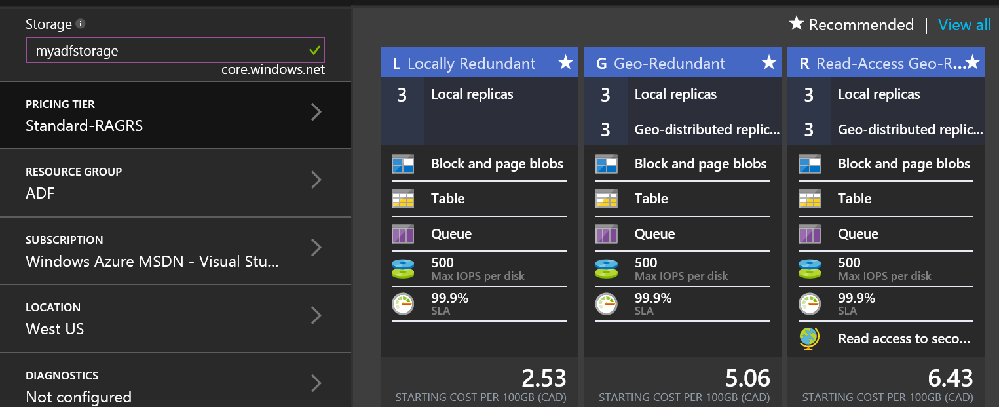 Storage
myadfstorage
core.windows.net
PRICING TIER
Standard-RAGRS
RESOURCE GROUP
ADF
SUBSCRIPTION
Windows Azure MSDN - Visual Stu...
LOCATION
West US
DIAGNOSTICS
Not configured
★ Recommended | View all
L Locally Redundant
3 Local replicas
Block and page blobs
Table
Queue
500
Max IOPS per disk
99.9%
SLA
2.53
STARTING COST PER 100GB (CAD)
G Geo-Redundant
3 Local replicas
3 Geo-distributed replic...
Block and page blobs
Table
Queue
500
Max IOPS per disk
99.9%
SLA
5.06
STARTING COST PER 100GB (CAD)
R Read-Access Geo-R...
3 Local replicas
3 Geo-distributed replic...
Block and page blobs
Table
Queue
500
Max IOPS per disk
99.9%
SLA
Read access to seco...
6.43
STARTING COST PER 100GB (CAD)